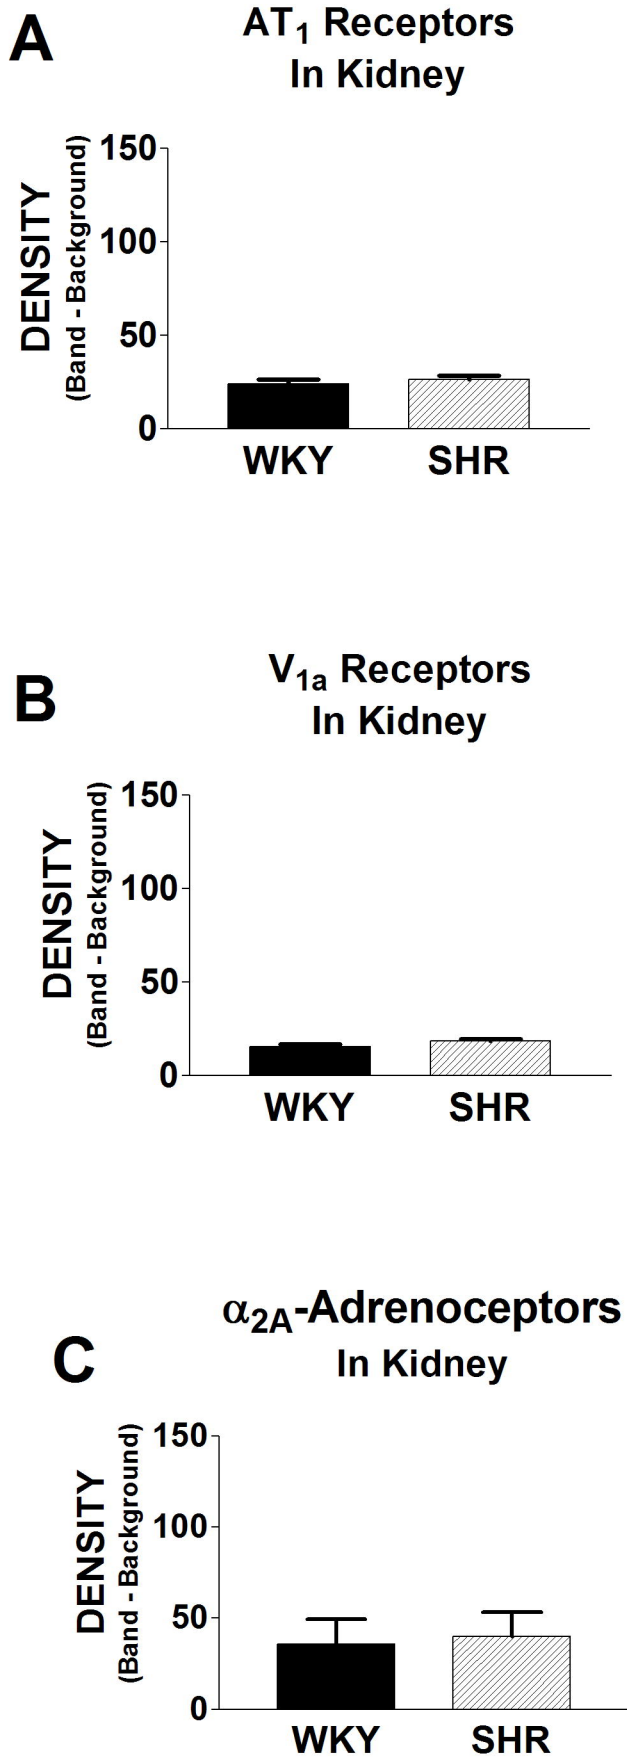 A
AT₁ Receptors
In Kidney
DENSITY
(Band - Background)
150
100
50
0
WKY SHR
B
V₁ₐ Receptors
In Kidney
DENSITY
(Band - Background)
150
100
50
0
WKY SHR
C
α2A-Adrenoceptors
In Kidney
DENSITY
(Band - Background)
150
100
50
0
WKY SHR